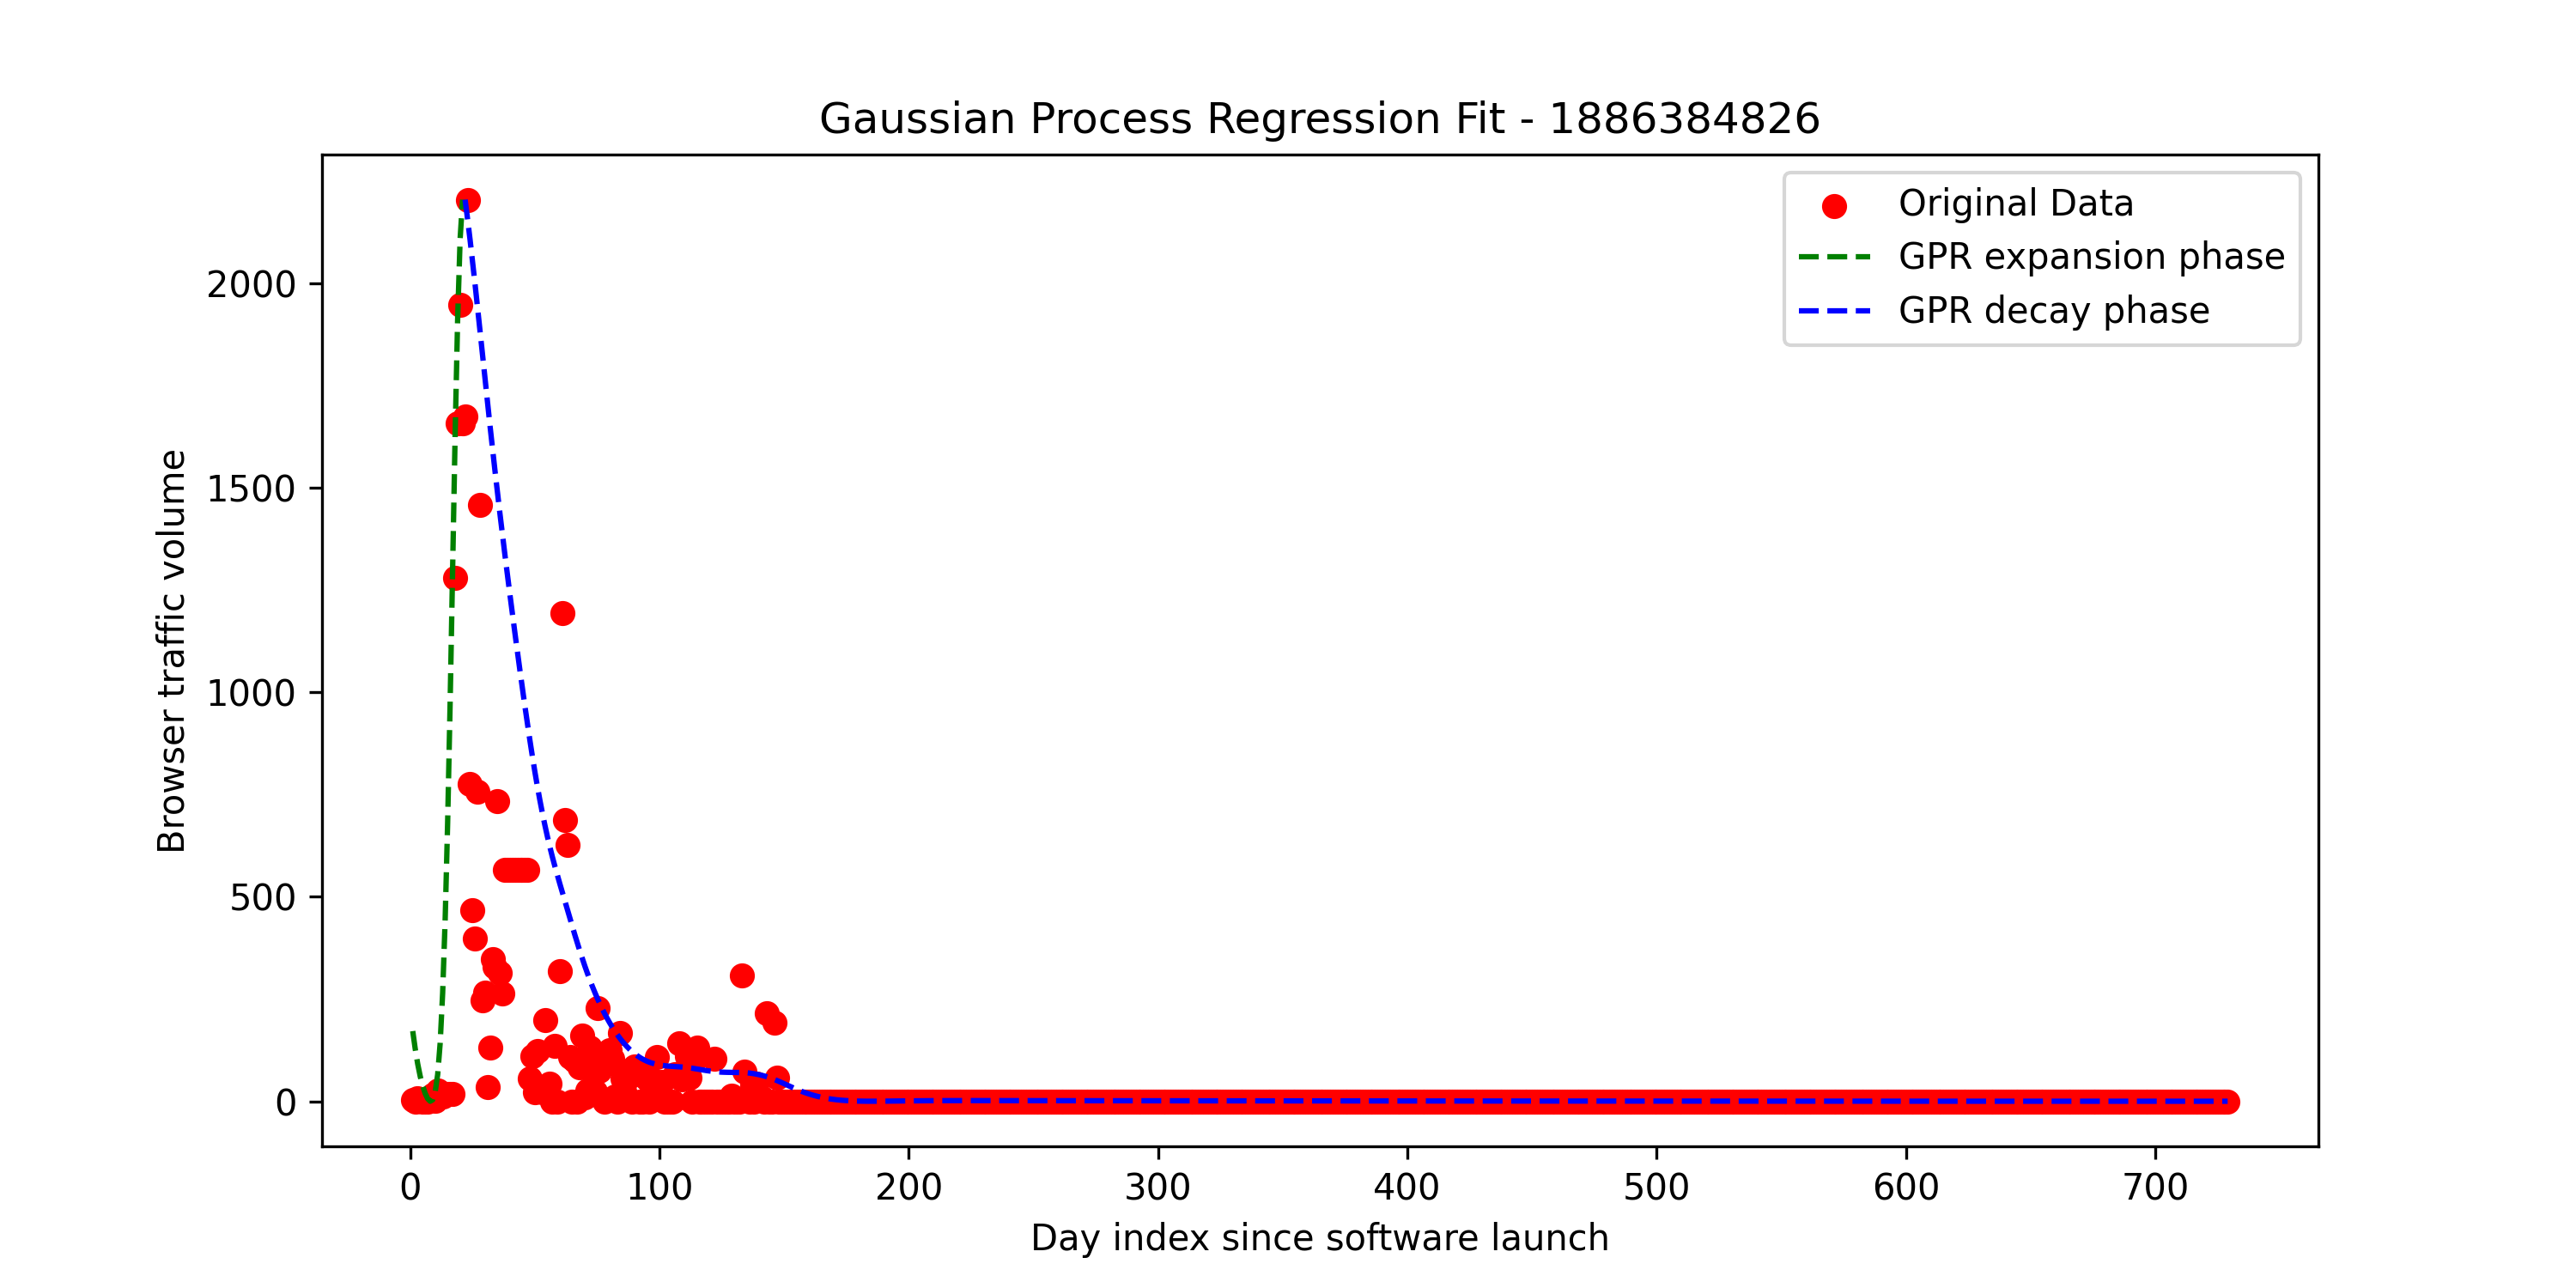 Gaussian Process Regression Fit - 1886384826
Original Data
GPR expansion phase
GPR decay phase
Browser traffic volume
2000
1500
1000
500
0
0 100 200 300 400 500 600 700
Day index since software launch